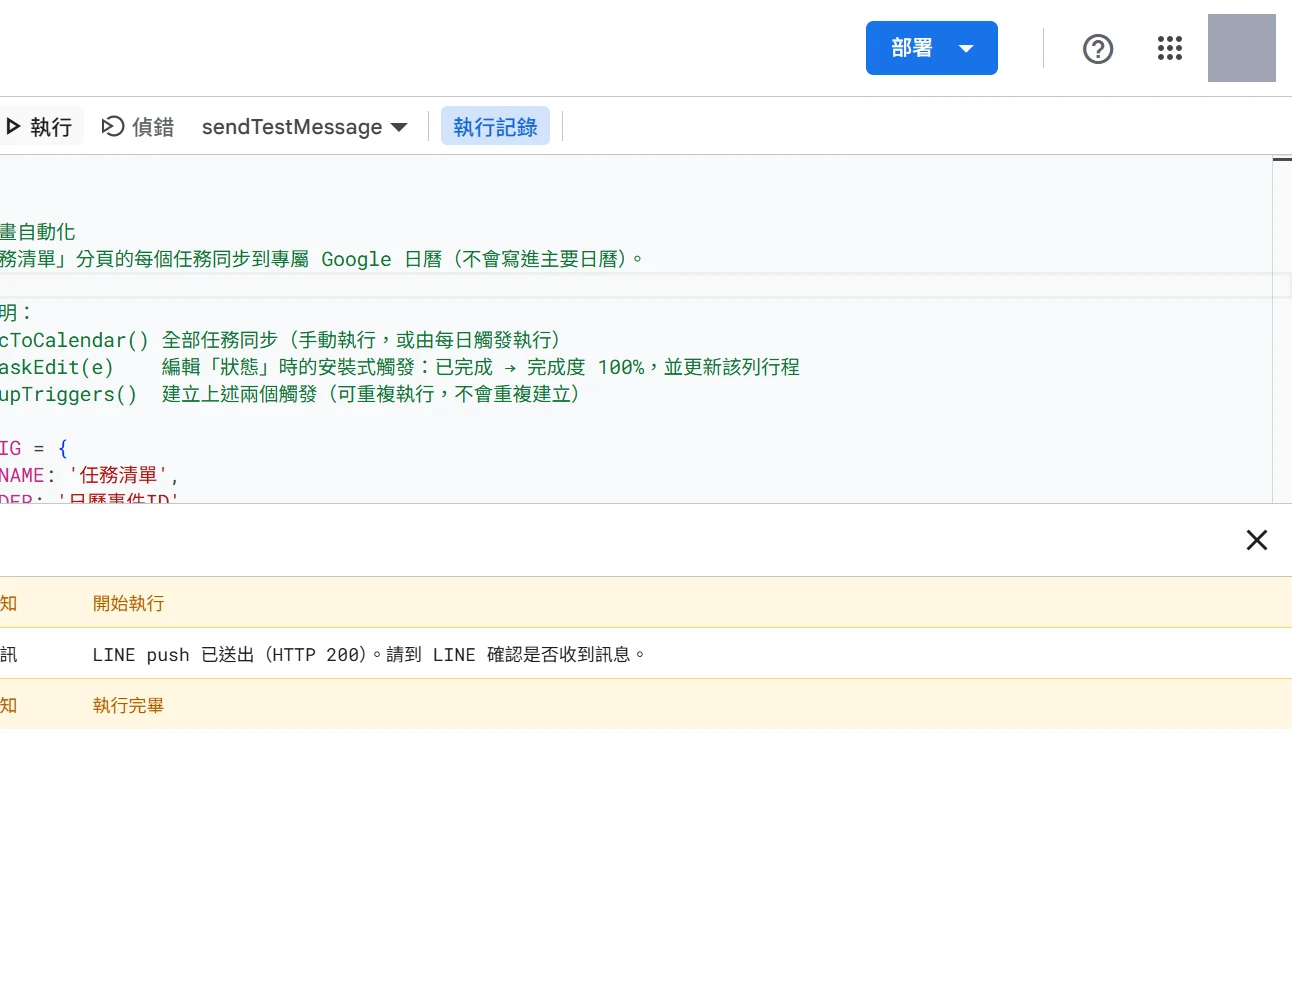 部署
執行 偵錯 sendTestMessage 執行記錄
畫自動化
務清單」分頁的每個任務同步到專屬 Google 日曆（不會寫進主要日曆）。
明：
cToCalendar() 全部任務同步（手動執行，或由每日觸發執行）
askEdit(e) 編輯「狀態」時的安裝式觸發：已完成 → 完成度 100%，並更新該列行程
upTriggers() 建立上述兩個觸發（可重複執行，不會重複建立）
IG = {
NAME: '任務清單',
DER: '日曆事件ID'
知 開始執行
訊 LINE push 已送出（HTTP 200）。請到 LINE 確認是否收到訊息。
知 執行完畢